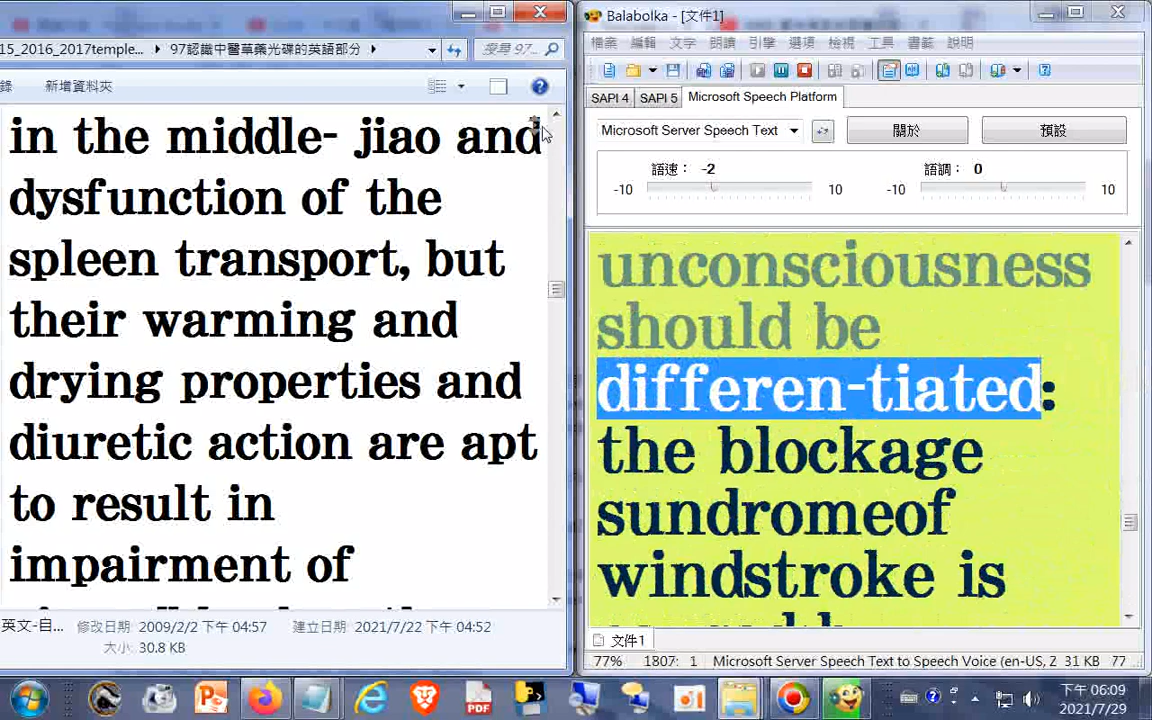 15_2016_2017temple...
97認識中醫草藥光碟的英語部分
搜尋 97...
錄
新增資料夾
in the middle- jiao and
dysfunction of the
spleen transport, but
their warming and
drying properties and
diuretic action are apt
to result in
impairment of
英文-自...
修改日期 2009/2/2 下午 04:57
建立日期 2021/7/22 下午 04:52
大小: 30.8 KB
Balabolka - [文件1]
檔案 編輯 文字 朗讀 引擎 選項 檢視 工具 書籤 說明
SAPI 4 SAPI 5 Microsoft Speech Platform
Microsoft Server Speech Text
關於
預設
語速： -2
-10 10
語調： 0
-10 10
unconsciousness
should be
differen-tiated:
the blockage
sundromeof
windstroke is
文件1
77% 1807: 1 Microsoft Server Speech Text to Speech Voice (en-US, Z 31 KB 77
PDF
下午 06:09
2021/7/29